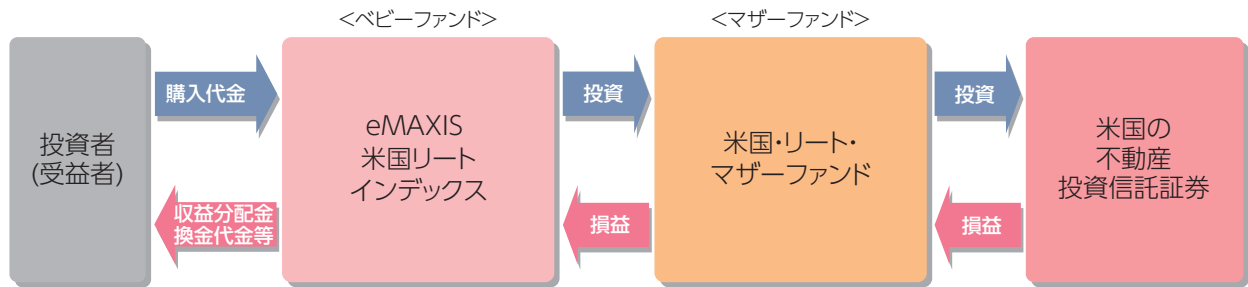 <ベビーファンド>
<マザーファンド>
投資者
(受益者)
購入代金
収益分配金
換金代金等
eMAXIS
米国リート
インデックス
投資
損益
米国・リート・
マザーファンド
投資
損益
米国の
不動産
投資信託証券